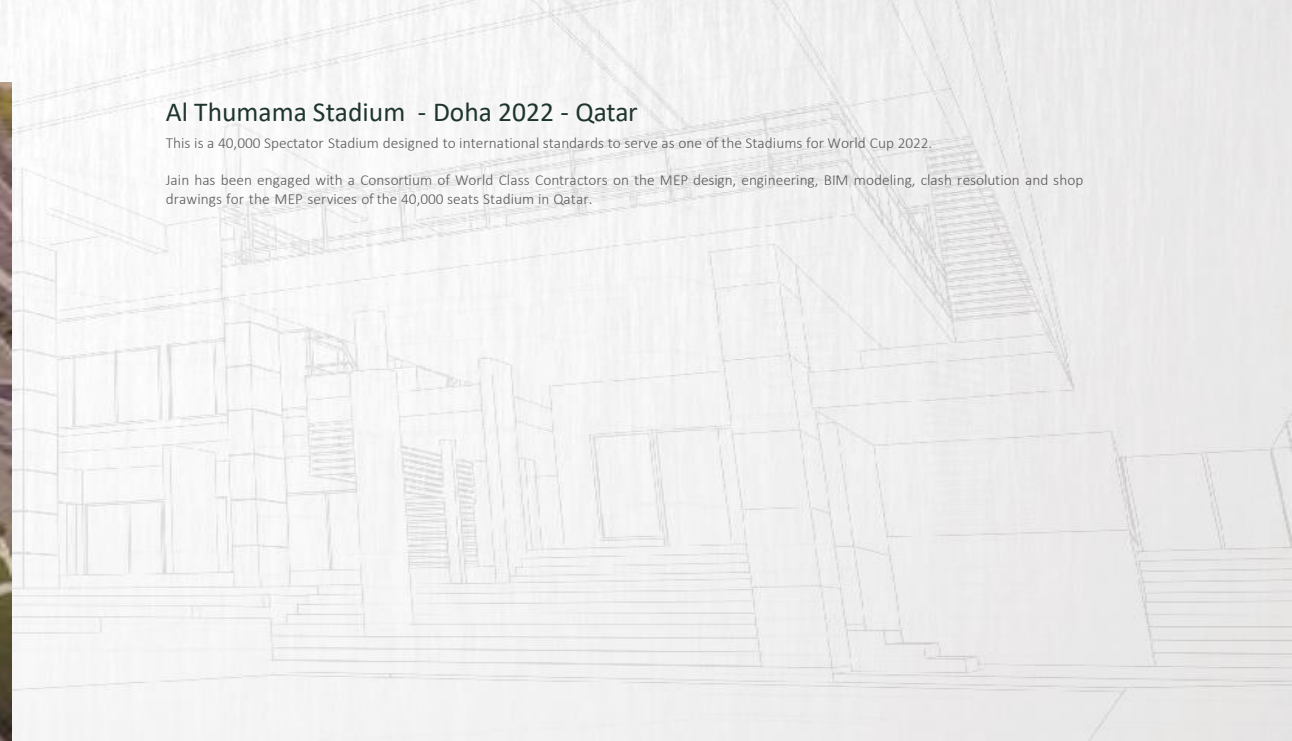 Al Thumama Stadium  - Doha 2022 - Qatar
This is a 40,000 Spectator Stadium designed to international standards to serve as one of the Stadiums for World Cup 2022.
Jain has been engaged with a Consortium of World Class Contractors on the MEP design, engineering, BIM modeling, clash resolution and shop
drawings for the MEP services of the 40,000 seats Stadium in Qatar.